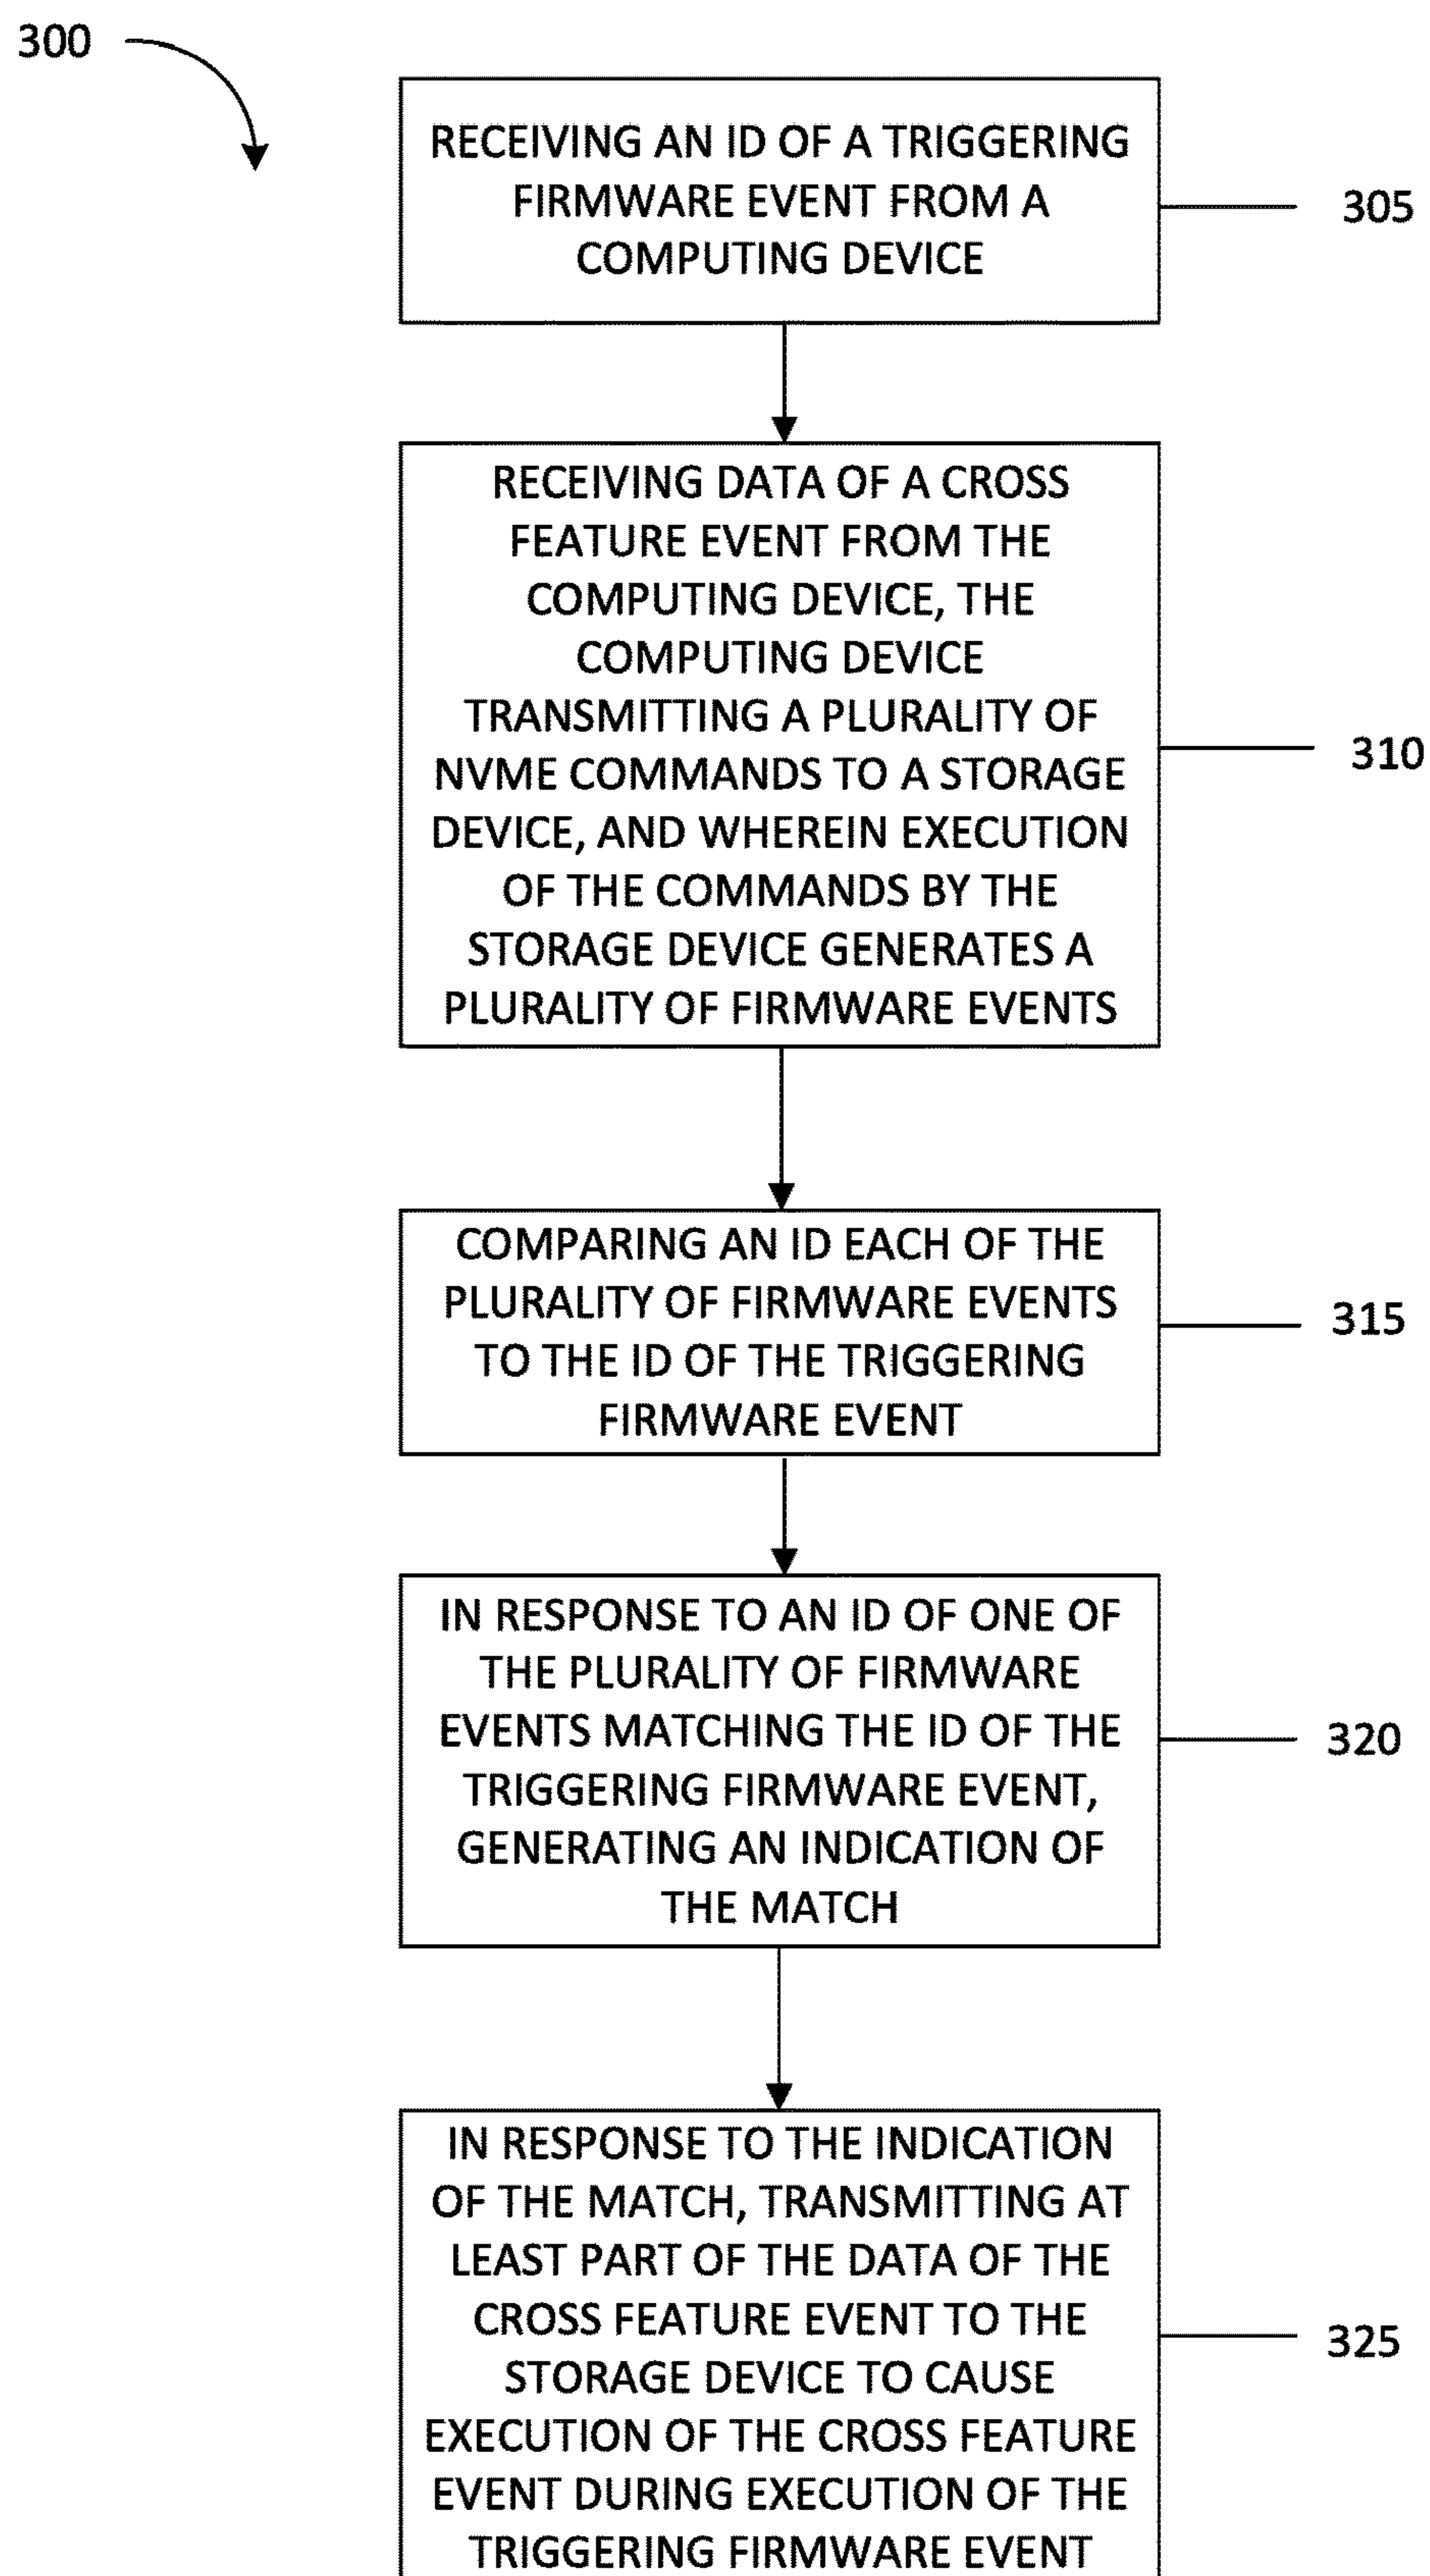 300
RECEIVING AN ID OF A TRIGGERING
FIRMWARE EVENT FROM A
COMPUTING DEVICE
305
RECEIVING DATA OF A CROSS
FEATURE EVENT FROM THE
COMPUTING DEVICE, THE
COMPUTING DEVICE
TRANSMITTING A PLURALITY OF
NVME COMMANDS TO A STORAGE
DEVICE, AND WHEREIN EXECUTION
OF THE COMMANDS BY THE
STORAGE DEVICE GENERATES A
PLURALITY OF FIRMWARE EVENTS
310
COMPARING AN ID EACH OF THE
PLURALITY OF FIRMWARE EVENTS
TO THE ID OF THE TRIGGERING
FIRMWARE EVENT
315
IN RESPONSE TO AN ID OF ONE OF
THE PLURALITY OF FIRMWARE
EVENTS MATCHING THE ID OF THE
TRIGGERING FIRMWARE EVENT,
GENERATING AN INDICATION OF
THE MATCH
320
IN RESPONSE TO THE INDICATION
OF THE MATCH, TRANSMITTING AT
LEAST PART OF THE DATA OF THE
CROSS FEATURE EVENT TO THE
STORAGE DEVICE TO CAUSE
EXECUTION OF THE CROSS FEATURE
EVENT DURING EXECUTION OF THE
TRIGGERING FIRMWARE EVENT
325